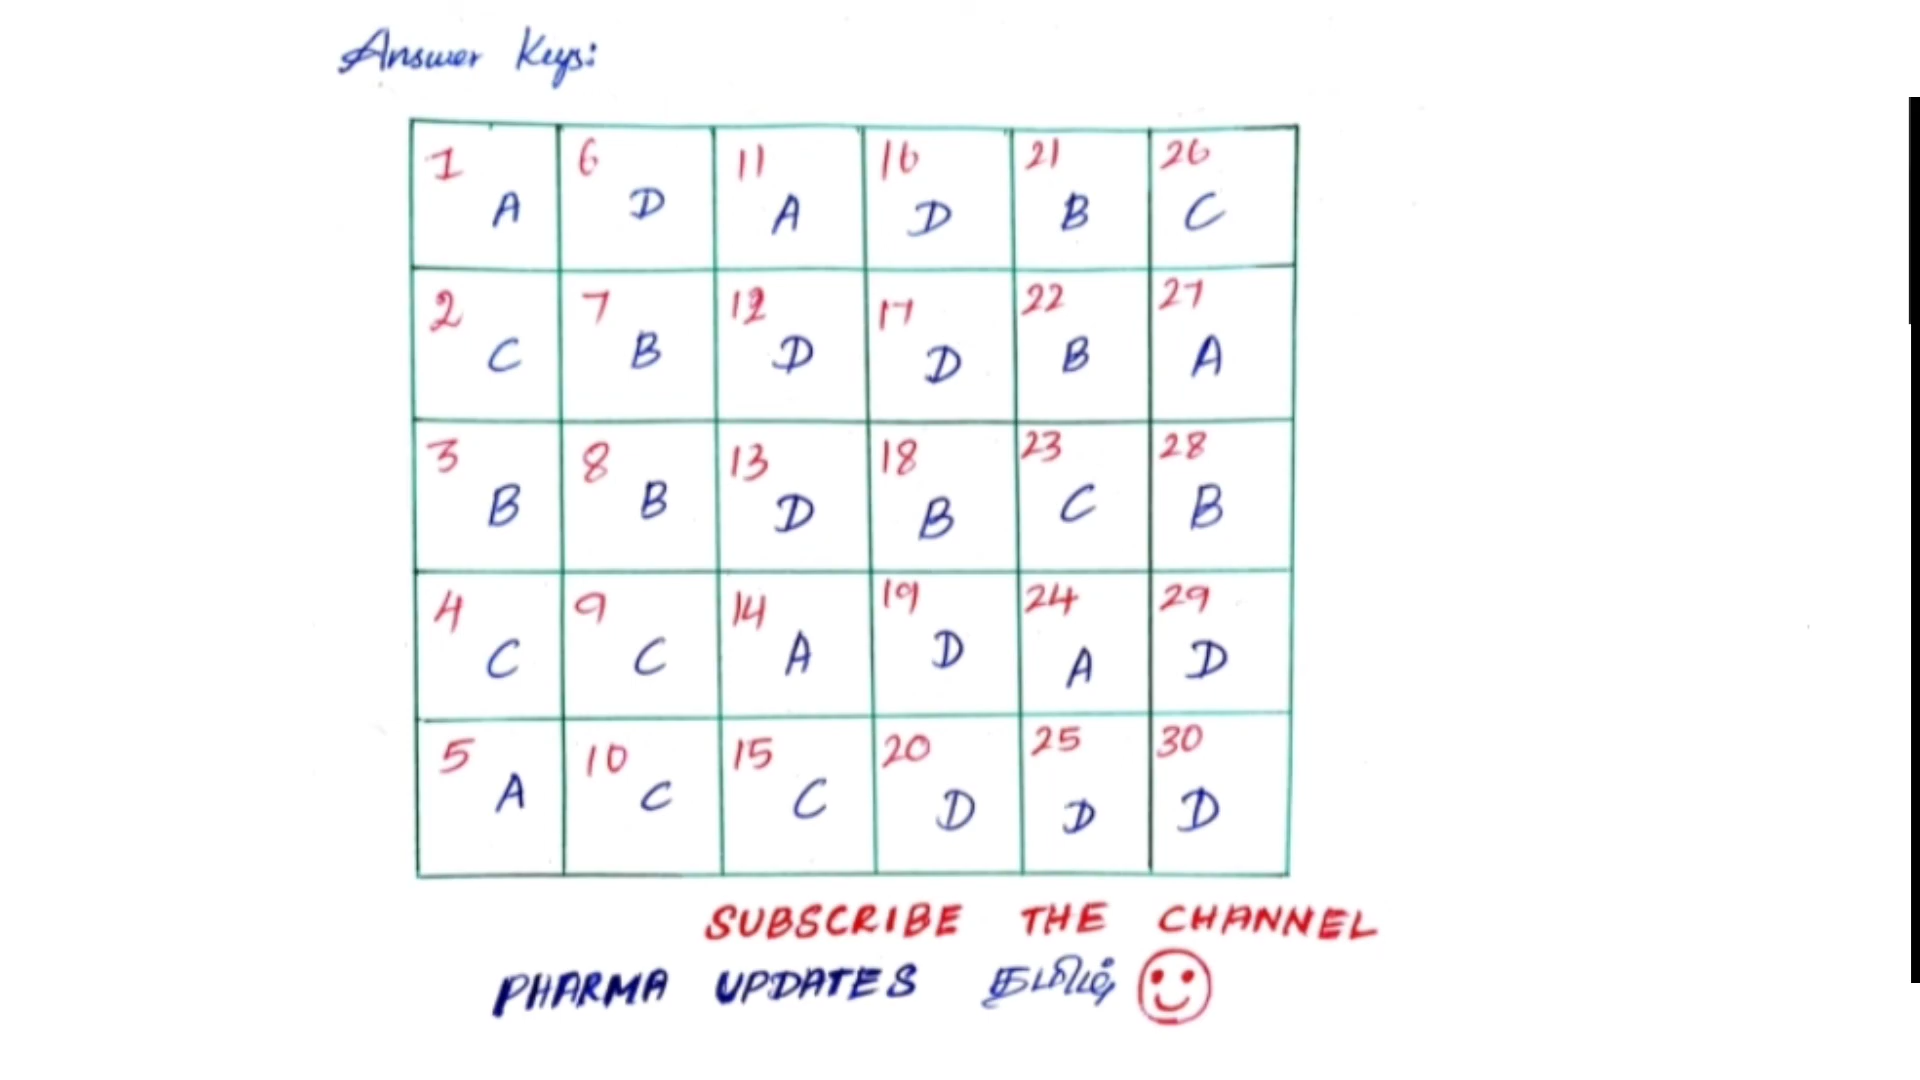 Answer Keys:
1 6 11 16 21 26
A D A D B C
2 7 12 17 22 27
C B D D B A
3 8 13 18 23 28
B B D B C B
4 9 14 19 24 29
C C A D A D
5 10 15 20 25 30
A C C D D D
SUBSCRIBE THE CHANNEL
PHARMA UPDATES தமிழ்